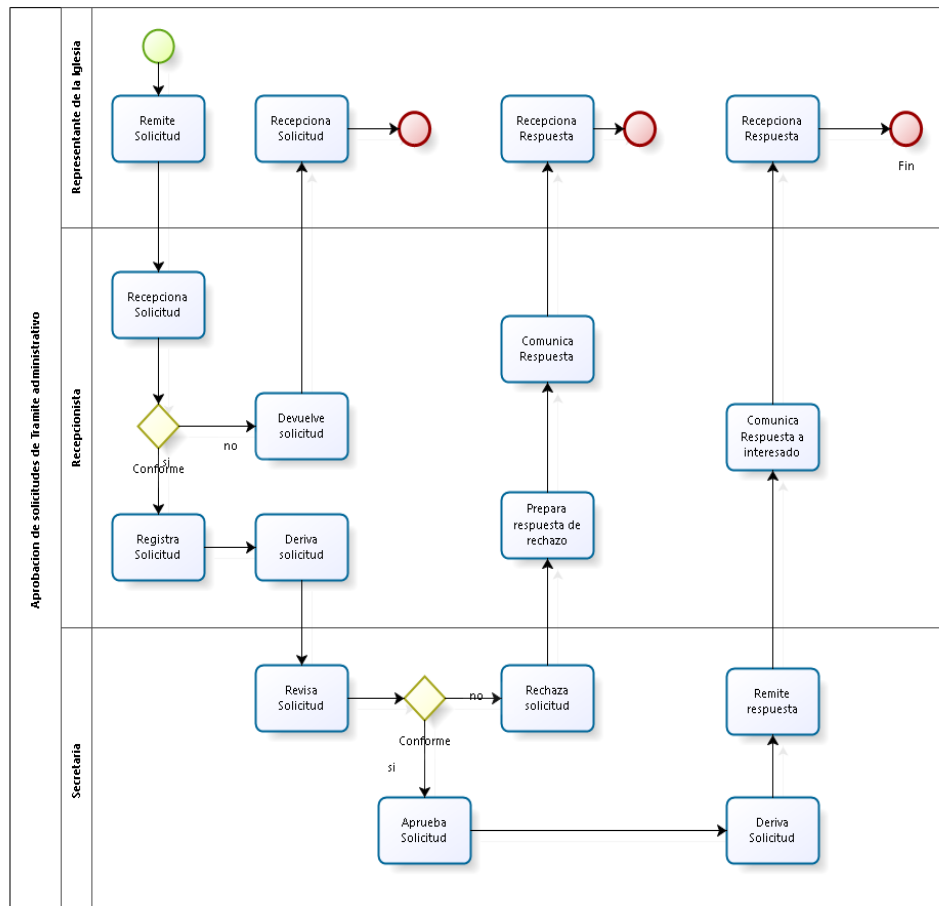 Aprobacion de solicitudes de Tramite administrativo
Representante de la Iglesia
Remite
Solicitud
Recepciona
Solicitud
Recepciona
Respuesta
Recepciona
Respuesta
Fin
Recepcionista
Recepciona
Solicitud
Conforme
si
no
Devuelve
solicitud
Registra
Solicitud
Deriva
solicitud
Comunica
Respuesta
Prepara
respuesta de
rechazo
Comunica
Respuesta a
interesado
Secretaria
Revisa
Solicitud
Conforme
no
si
Rechaza
solicitud
Aprueba
Solicitud
Deriva
Solicitud
Remite
respuesta